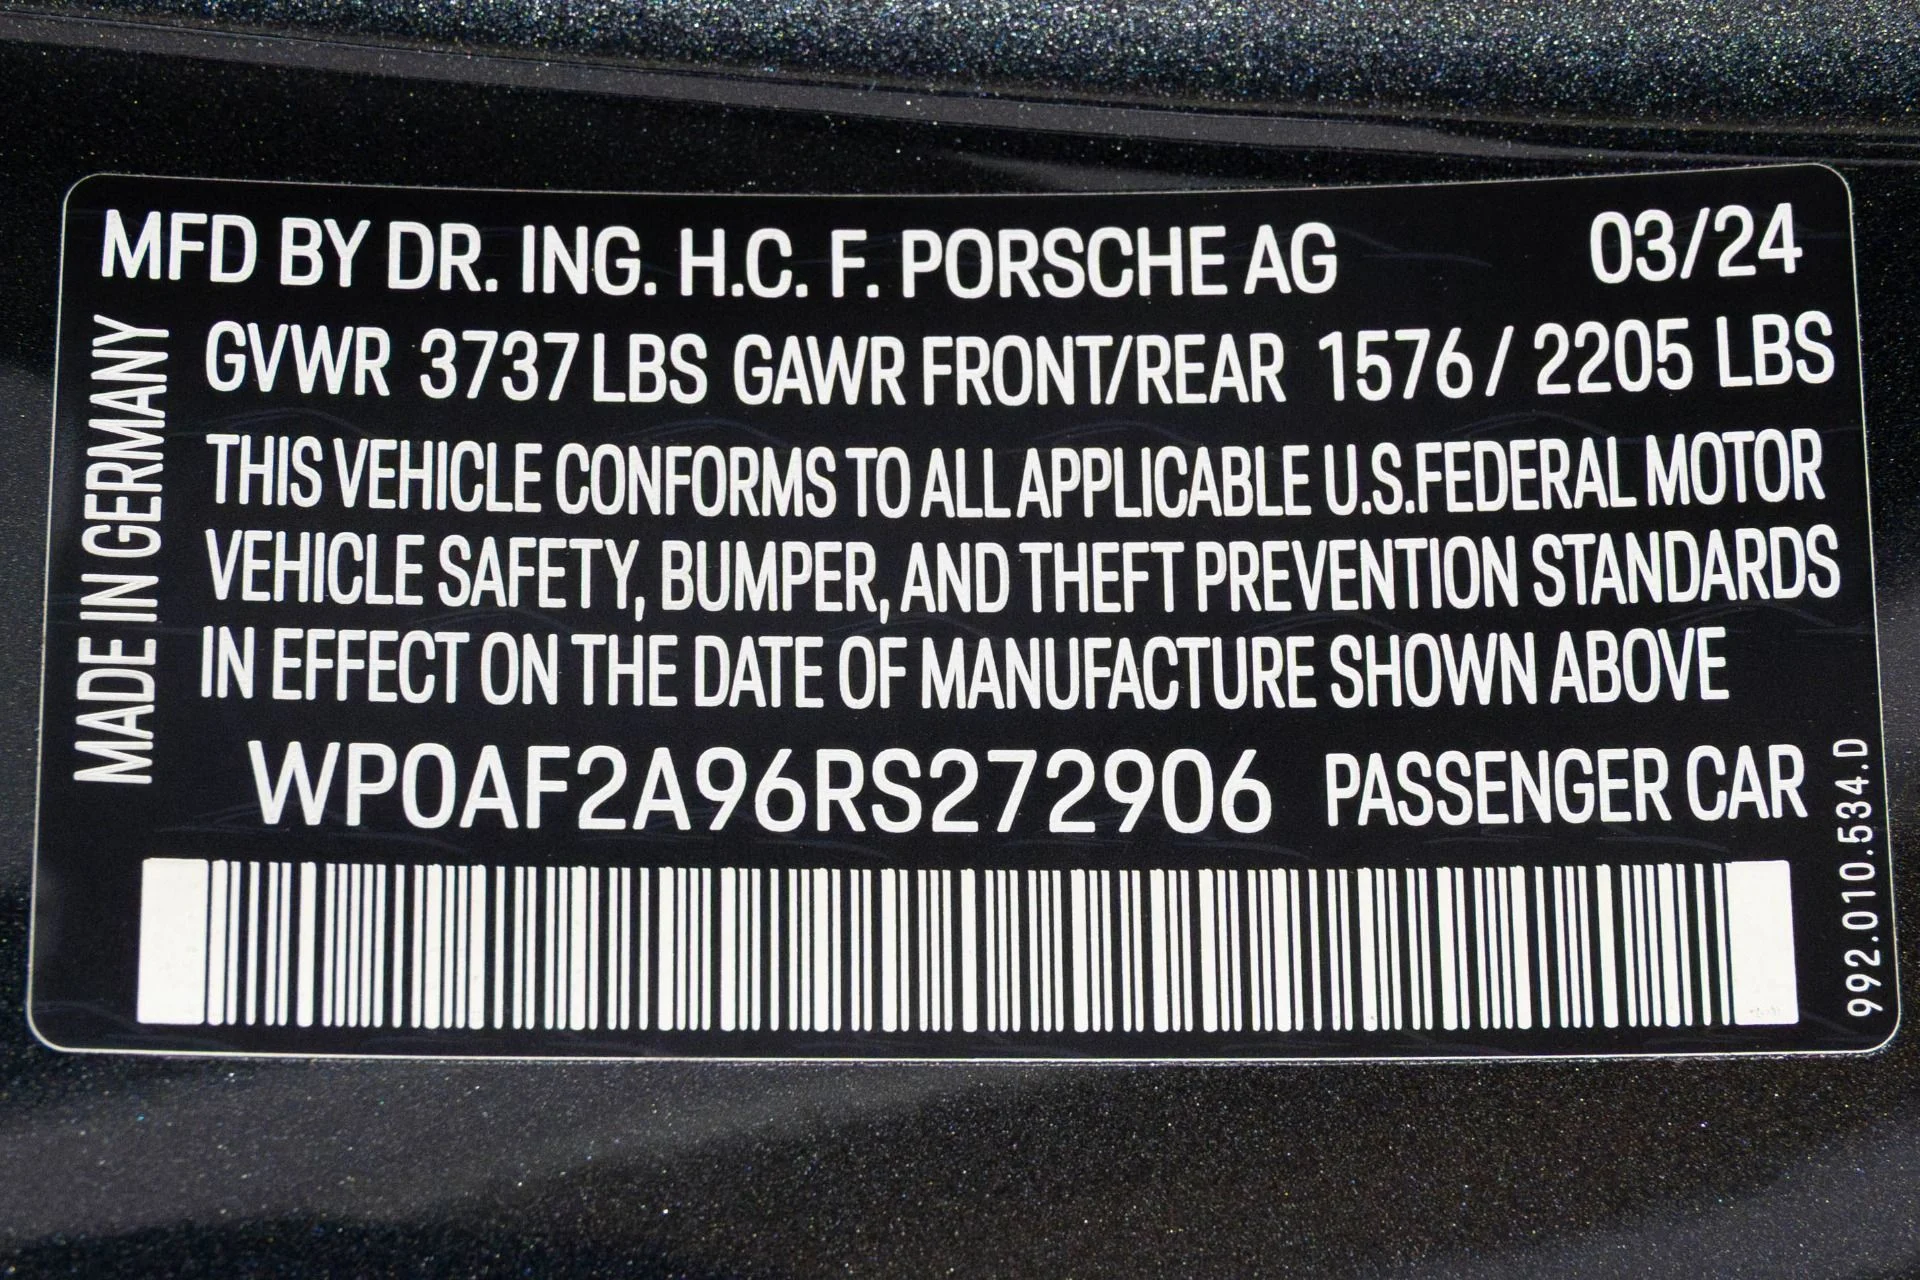 MFD BY DR. ING. H.C. F. PORSCHE AG 03/24
GVWR 3737 LBS GAWR FRONT/REAR 1576 / 2205 LBS
THIS VEHICLE CONFORMS TO ALL APPLICABLE U.S.FEDERAL MOTOR
VEHICLE SAFETY, BUMPER, AND THEFT PREVENTION STANDARDS
IN EFFECT ON THE DATE OF MANUFACTURE SHOWN ABOVE
WP0AF2A96RS272906 PASSENGER CAR
MADE IN GERMANY
992.010.534.D